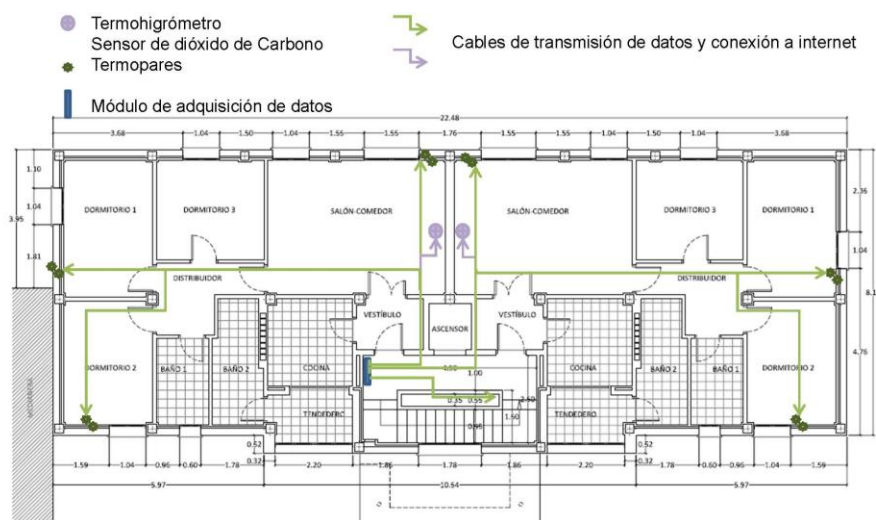 Termohigrómetro
Sensor de dióxido de Carbono
Termopares
Módulo de adquisición de datos
Cables de transmisión de datos y conexión a internet
22.48
3.68 1.04 1.50 1.04 1.55 1.55 1.76 1.55 1.55 1.04 1.50 1.04 3.68
1.10
1.04
3.95
1.81
2.36
1.04
4.76
DORMITORIO 1
DORMITORIO 3
SALÓN-COMEDOR
SALÓN-COMEDOR
DORMITORIO 3
DORMITORIO 1
DISTRIBUIDOR
DISTRIBUIDOR
VESTÍBULO
ASCENSOR
VESTÍBULO
DORMITORIO 2
BAÑO 1
BAÑO 2
COCINA
COCINA
BAÑO 2
BAÑO 1
DORMITORIO 2
TENDEDERO
TENDEDERO
1.00
0.35
0.55
2.50
1.50
0.95
0.52
0.32
0.52
0.32
1.59 1.04 0.96 0.60 1.78 2.20 1.86 1.78 1.86 2.20 1.78 0.60 0.96 1.04 1.59
5.97 10.54 5.97